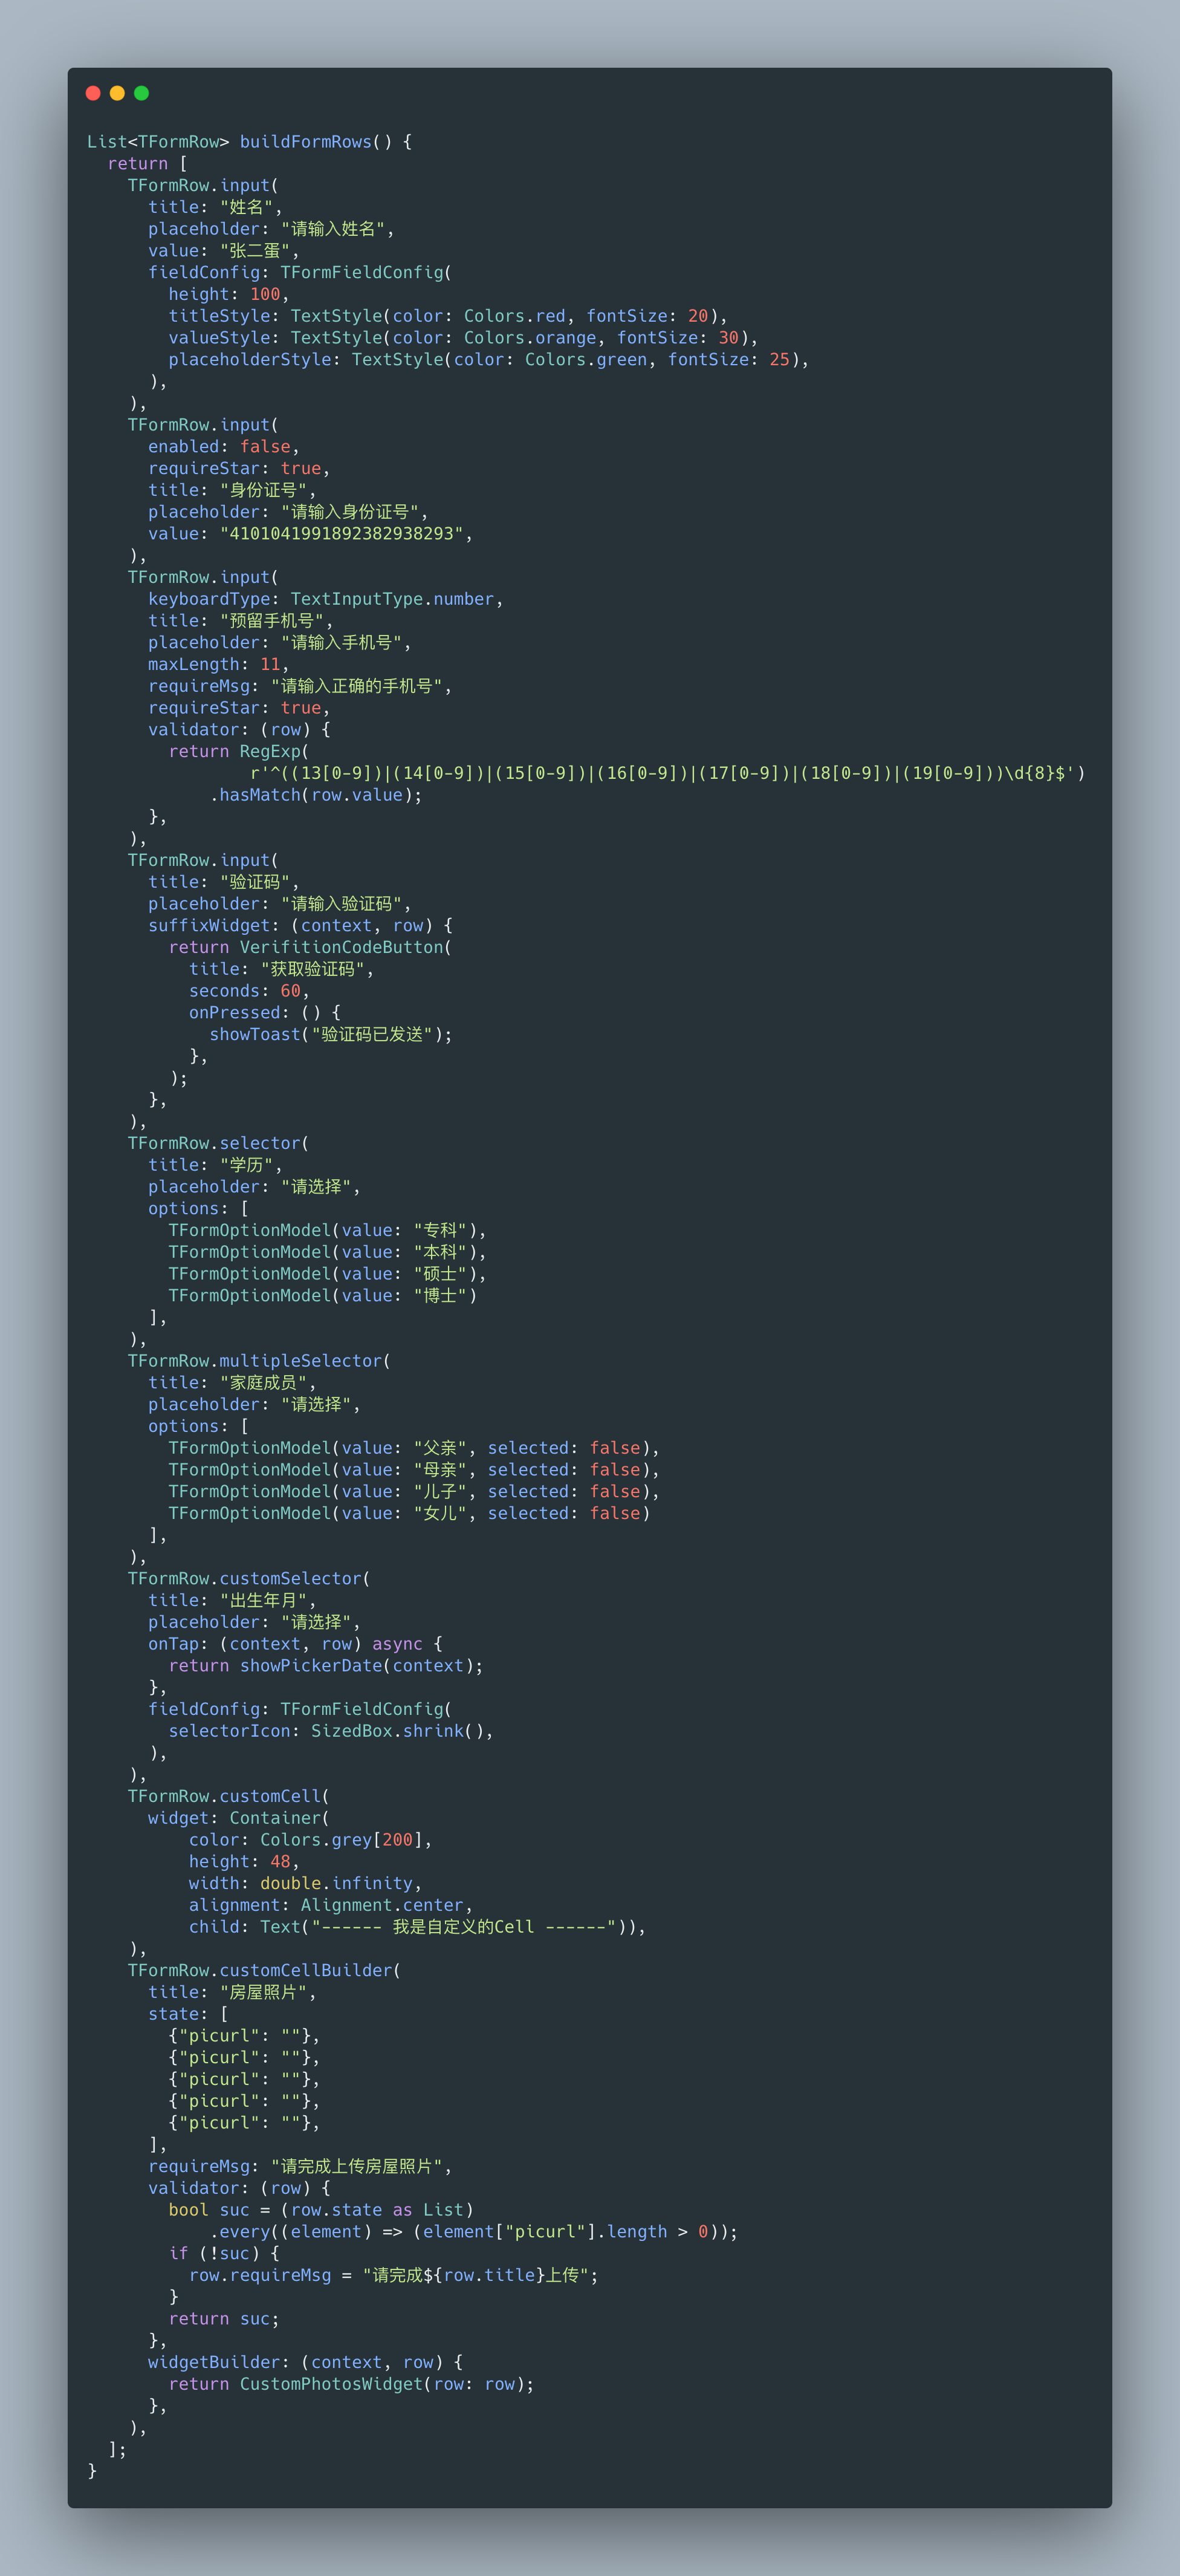 List<TFormRow> buildFormRows() {
  return [
    TFormRow.input(
      title: "姓名",
      placeholder: "请输入姓名",
      value: "张二蛋",
      fieldConfig: TFormFieldConfig(
        height: 100,
        titleStyle: TextStyle(color: Colors.red, fontSize: 20),
        valueStyle: TextStyle(color: Colors.orange, fontSize: 30),
        placeholderStyle: TextStyle(color: Colors.green, fontSize: 25),
      ),
    ),
    TFormRow.input(
      enabled: false,
      requireStar: true,
      title: "身份证号",
      placeholder: "请输入身份证号",
      value: "4101041991892382938293",
    ),
    TFormRow.input(
      keyboardType: TextInputType.number,
      title: "预留手机号",
      placeholder: "请输入手机号",
      maxLength: 11,
      requireMsg: "请输入正确的手机号",
      requireStar: true,
      validator: (row) {
        return RegExp(
                r'^((13[0-9])|(14[0-9])|(15[0-9])|(16[0-9])|(17[0-9])|(18[0-9])|(19[0-9]))\d{8}$')
            .hasMatch(row.value);
      },
    ),
    TFormRow.input(
      title: "验证码",
      placeholder: "请输入验证码",
      suffixWidget: (context, row) {
        return VerifitionCodeButton(
          title: "获取验证码",
          seconds: 60,
          onPressed: () {
            showToast("验证码已发送");
          },
        );
      },
    ),
    TFormRow.selector(
      title: "学历",
      placeholder: "请选择",
      options: [
        TFormOptionModel(value: "专科"),
        TFormOptionModel(value: "本科"),
        TFormOptionModel(value: "硕士"),
        TFormOptionModel(value: "博士")
      ],
    ),
    TFormRow.multipleSelector(
      title: "家庭成员",
      placeholder: "请选择",
      options: [
        TFormOptionModel(value: "父亲", selected: false),
        TFormOptionModel(value: "母亲", selected: false),
        TFormOptionModel(value: "儿子", selected: false),
        TFormOptionModel(value: "女儿", selected: false)
      ],
    ),
    TFormRow.customSelector(
      title: "出生年月",
      placeholder: "请选择",
      onTap: (context, row) async {
        return showPickerDate(context);
      },
      fieldConfig: TFormFieldConfig(
        selectorIcon: SizedBox.shrink(),
      ),
    ),
    TFormRow.customCell(
      widget: Container(
          color: Colors.grey[200],
          height: 48,
          width: double.infinity,
          alignment: Alignment.center,
          child: Text("------ 我是自定义的Cell ------")),
    ),
    TFormRow.customCellBuilder(
      title: "房屋照片",
      state: [
        {"picurl": ""},
        {"picurl": ""},
        {"picurl": ""},
        {"picurl": ""},
        {"picurl": ""},
      ],
      requireMsg: "请完成上传房屋照片",
      validator: (row) {
        bool suc = (row.state as List)
            .every((element) => (element["picurl"].length > 0));
        if (!suc) {
          row.requireMsg = "请完成${row.title}上传";
        }
        return suc;
      },
      widgetBuilder: (context, row) {
        return CustomPhotosWidget(row: row);
      },
    ),
  ];
}